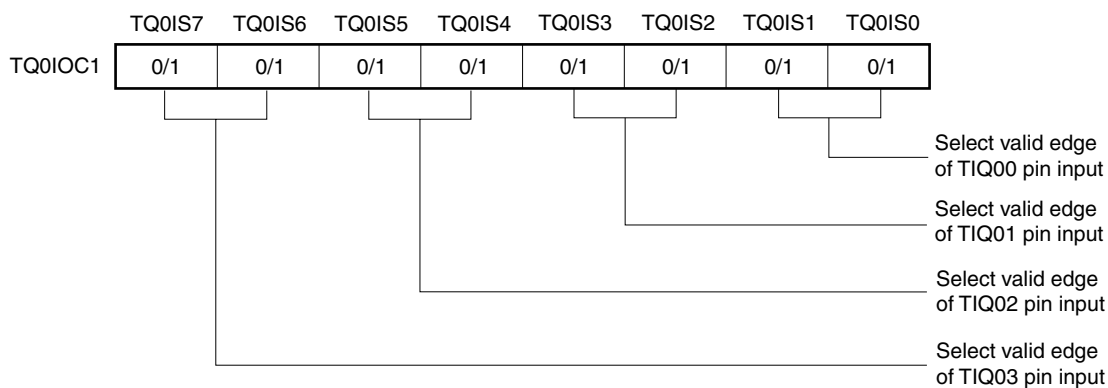 TQ0IS7 TQ0IS6 TQ0IS5 TQ0IS4 TQ0IS3 TQ0IS2 TQ0IS1 TQ0IS0
TQ0IOC1 0/1 0/1 0/1 0/1 0/1 0/1 0/1 0/1
Select valid edge
of TIQ00 pin input
Select valid edge
of TIQ01 pin input
Select valid edge
of TIQ02 pin input
Select valid edge
of TIQ03 pin input